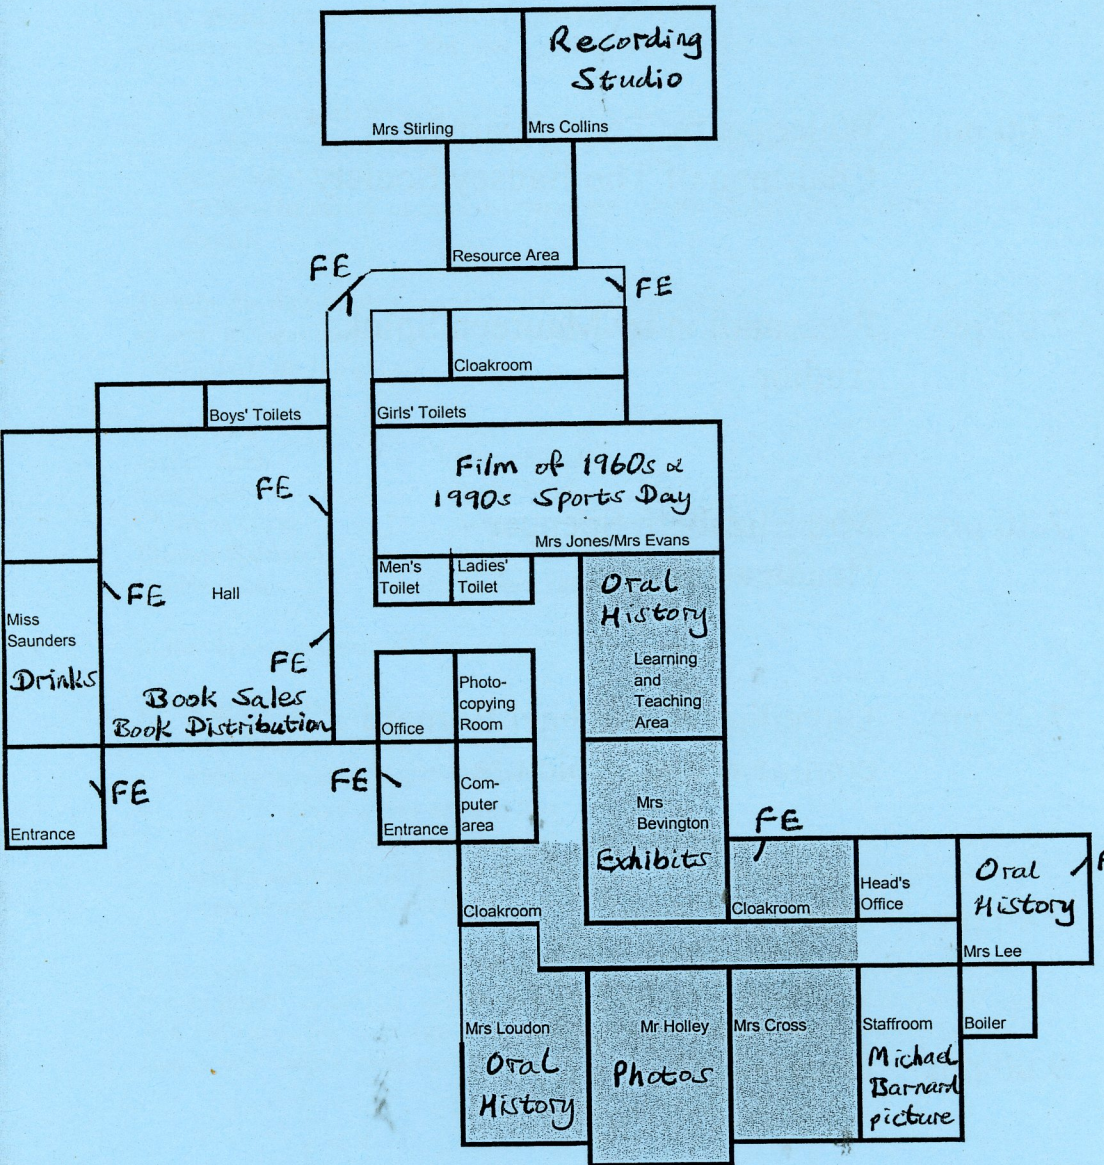 Recording
Studio
Mrs Stirling
Mrs Collins
Resource Area
FE
FE
Cloakroom
Boys' Toilets
Girls' Toilets
Film of 1960s &
1990s Sports Day
Mrs Jones/Mrs Evans
FE
Men's
Toilet
Ladies'
Toilet
Oral
History
Learning
and
Teaching
Area
FE
Hall
Miss
Saunders
Drinks
FE
Book Sales
Book Distribution
Office
Photo-
copying
Room
FE
Entrance
FE
Entrance
Com-
puter
area
Mrs
Bevington
Exhibits
FE
Cloakroom
Cloakroom
Head's
Office
Oral
History
Mrs Lee
Mrs Loudon
Oral
History
Mr Holley
Photos
Mrs Cross
Staffroom
Michael
Barnard
picture
Boiler